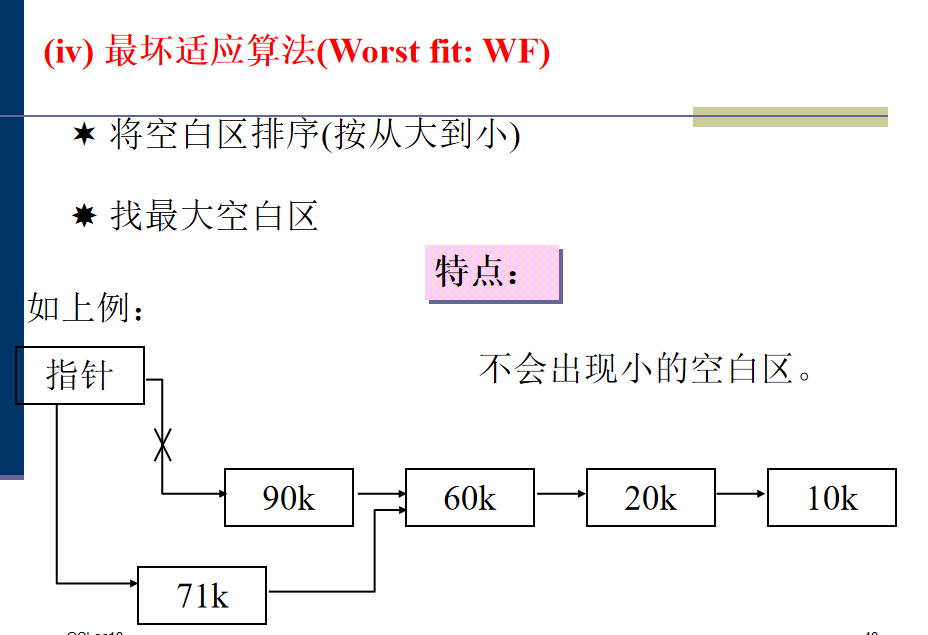 (iv) 最坏适应算法(Worst fit: WF)
将空白区排序(按从大到小)
找最大空白区
特点：
如上例：
不会出现小的空白区。
指针
90k
60k
20k
10k
71k